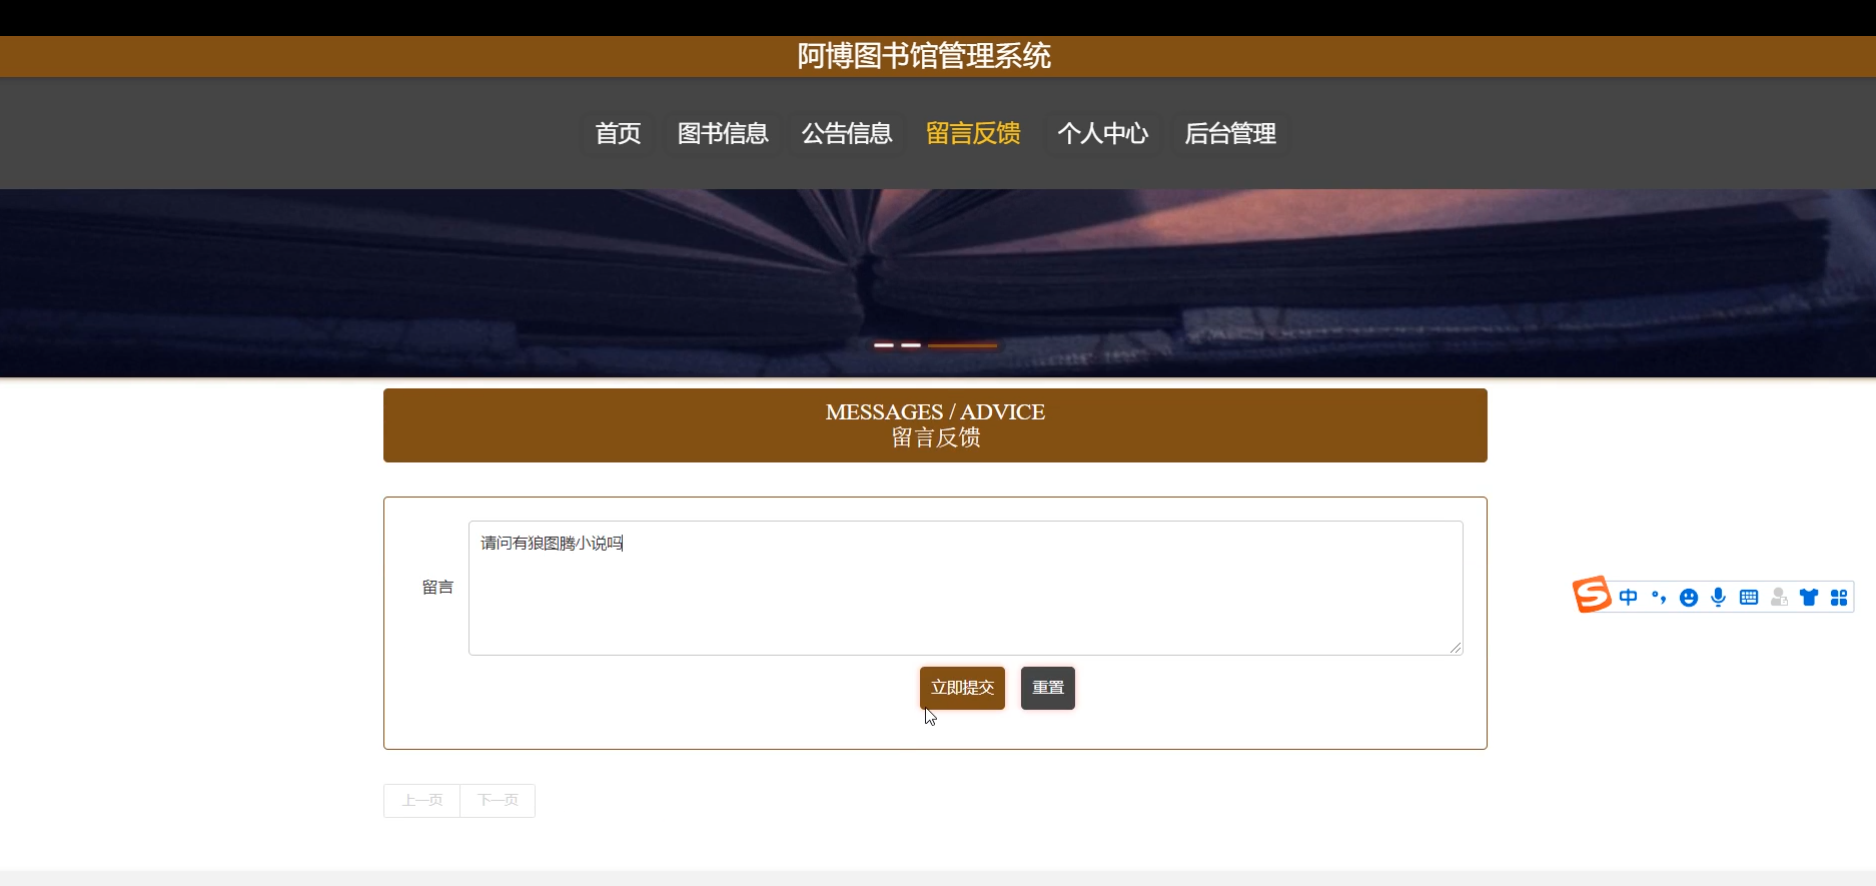 阿博图书馆管理系统
首页 图书信息 公告信息 留言反馈 个人中心 后台管理
MESSAGES / ADVICE
留言反馈
请问有狼图腾小说吗
留言
立即提交 重置
中
上一页 下一页